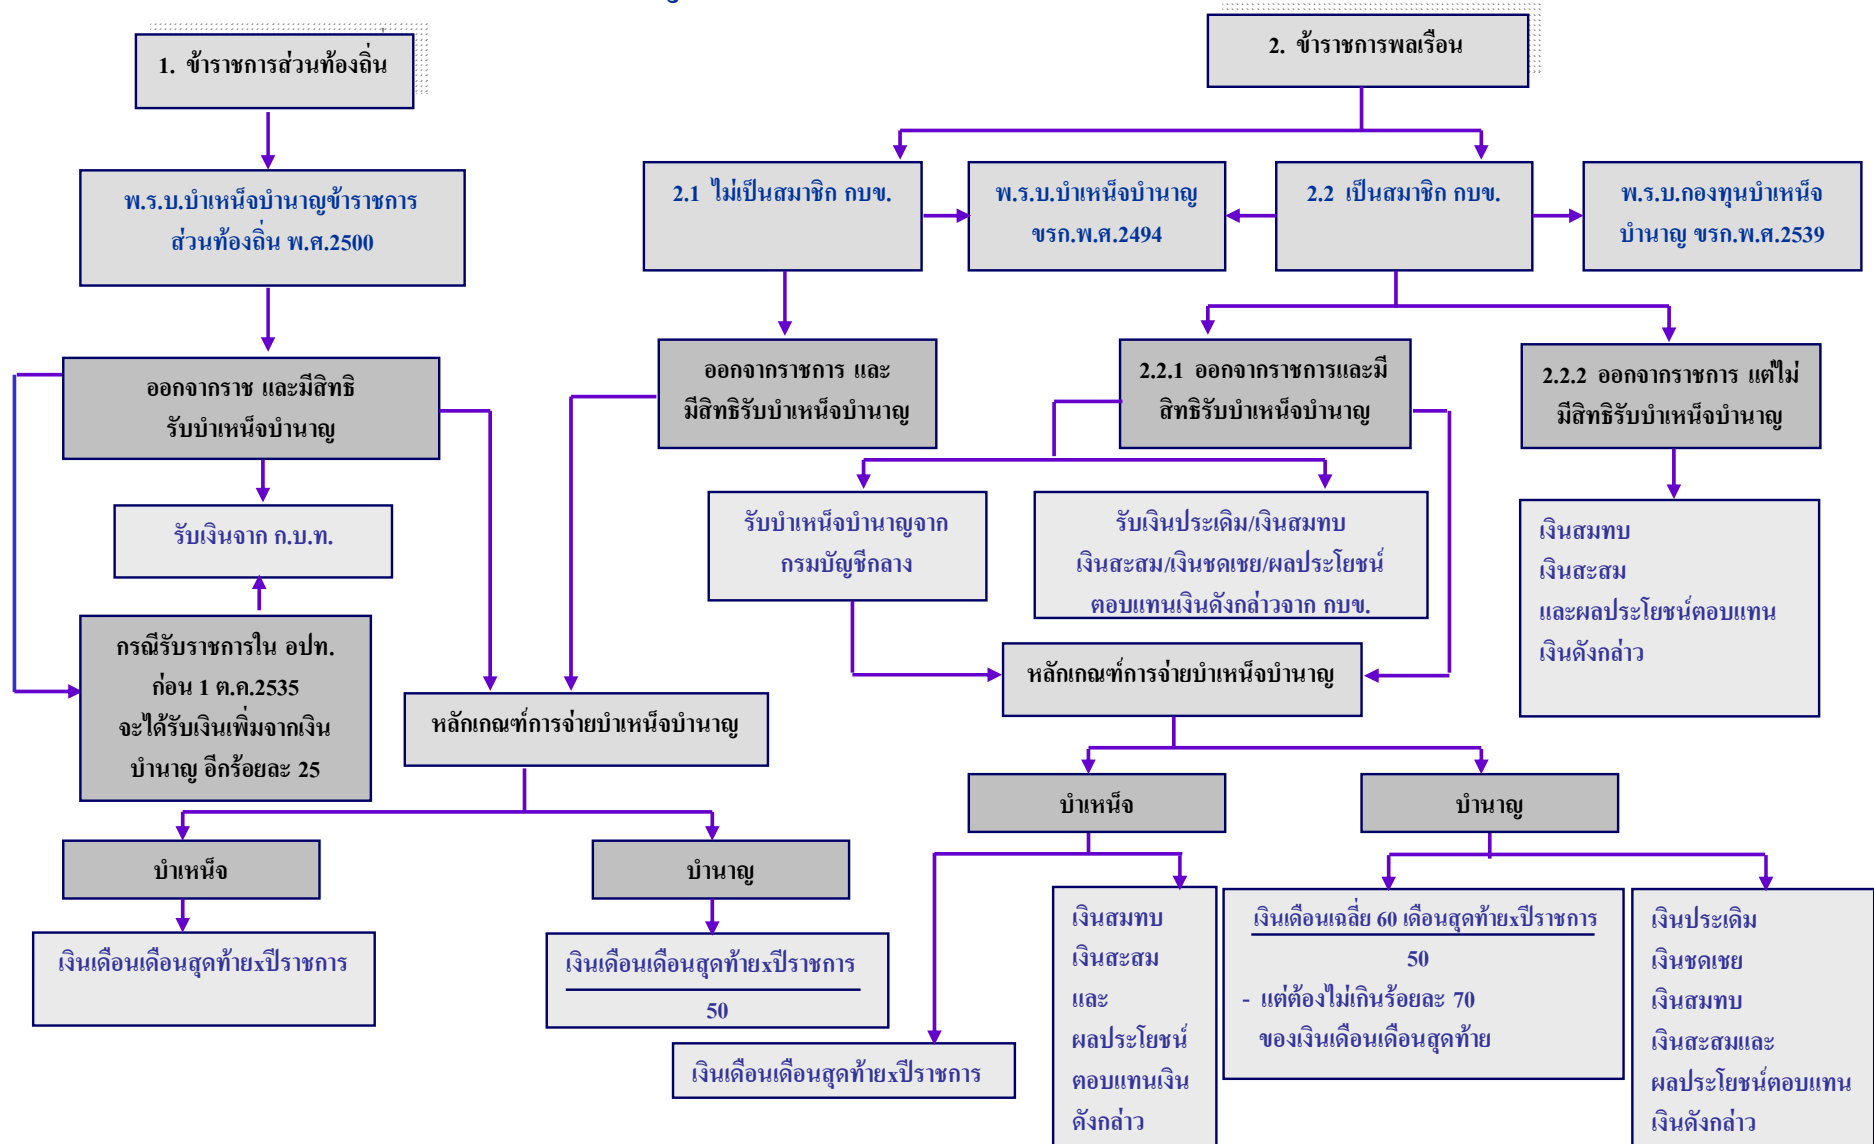 1. ข้าราชการส่วนท้องถิ่น
2. ข้าราชการพลเรือน
พ.ร.บ.บำเหน็จบำนาญข้าราชการ
ส่วนท้องถิ่น พ.ศ.2500
2.1 ไม่เป็นสมาชิก กบข.
พ.ร.บ.บำเหน็จบำนาญ
ขรก.พ.ศ.2494
2.2 เป็นสมาชิก กบข.
พ.ร.บ.กองทุนบำเหน็จ
บำนาญ ขรก.พ.ศ.2539
ออกจากราช และมีสิทธิ
รับบำเหน็จบำนาญ
ออกจากราชการ และ
มีสิทธิรับบำเหน็จบำนาญ
2.2.1 ออกจากราชการและมี
สิทธิรับบำเหน็จบำนาญ
2.2.2 ออกจากราชการ แต่ไม่
มีสิทธิรับบำเหน็จบำนาญ
รับเงินจาก ก.บ.ท.
รับบำเหน็จบำนาญจาก
กรมบัญชีกลาง
รับเงินประเดิม/เงินสมทบ
เงินสะสม/เงินชดเชย/ผลประโยชน์
ตอบแทนเงินดังกล่าวจาก กบข.
เงินสมทบ
เงินสะสม
และผลประโยชน์ตอบแทน
เงินดังกล่าว
กรณีรับราชการใน อปท.
ก่อน 1 ต.ค.2535
จะได้รับเงินเพิ่มจากเงิน
บำนาญ อีกร้อยละ 25
หลักเกณฑ์การจ่ายบำเหน็จบำนาญ
หลักเกณฑ์การจ่ายบำเหน็จบำนาญ
บำเหน็จ
บำนาญ
บำเหน็จ
บำนาญ
เงินเดือนเดือนสุดท้ายxปีราชการ
เงินเดือนเดือนสุดท้ายxปีราชการ
50
เงินเดือนเดือนสุดท้ายxปีราชการ
เงินสมทบ
เงินสะสม
และ
ผลประโยชน์
ตอบแทนเงิน
ดังกล่าว
เงินเดือนเฉลี่ย 60 เดือนสุดท้ายxปีราชการ
50
- แต่ต้องไม่เกินร้อยละ 70
ของเงินเดือนเดือนสุดท้าย
เงินประเดิม
เงินชดเชย
เงินสมทบ
เงินสะสมและ
ผลประโยชน์ตอบแทน
เงินดังกล่าว